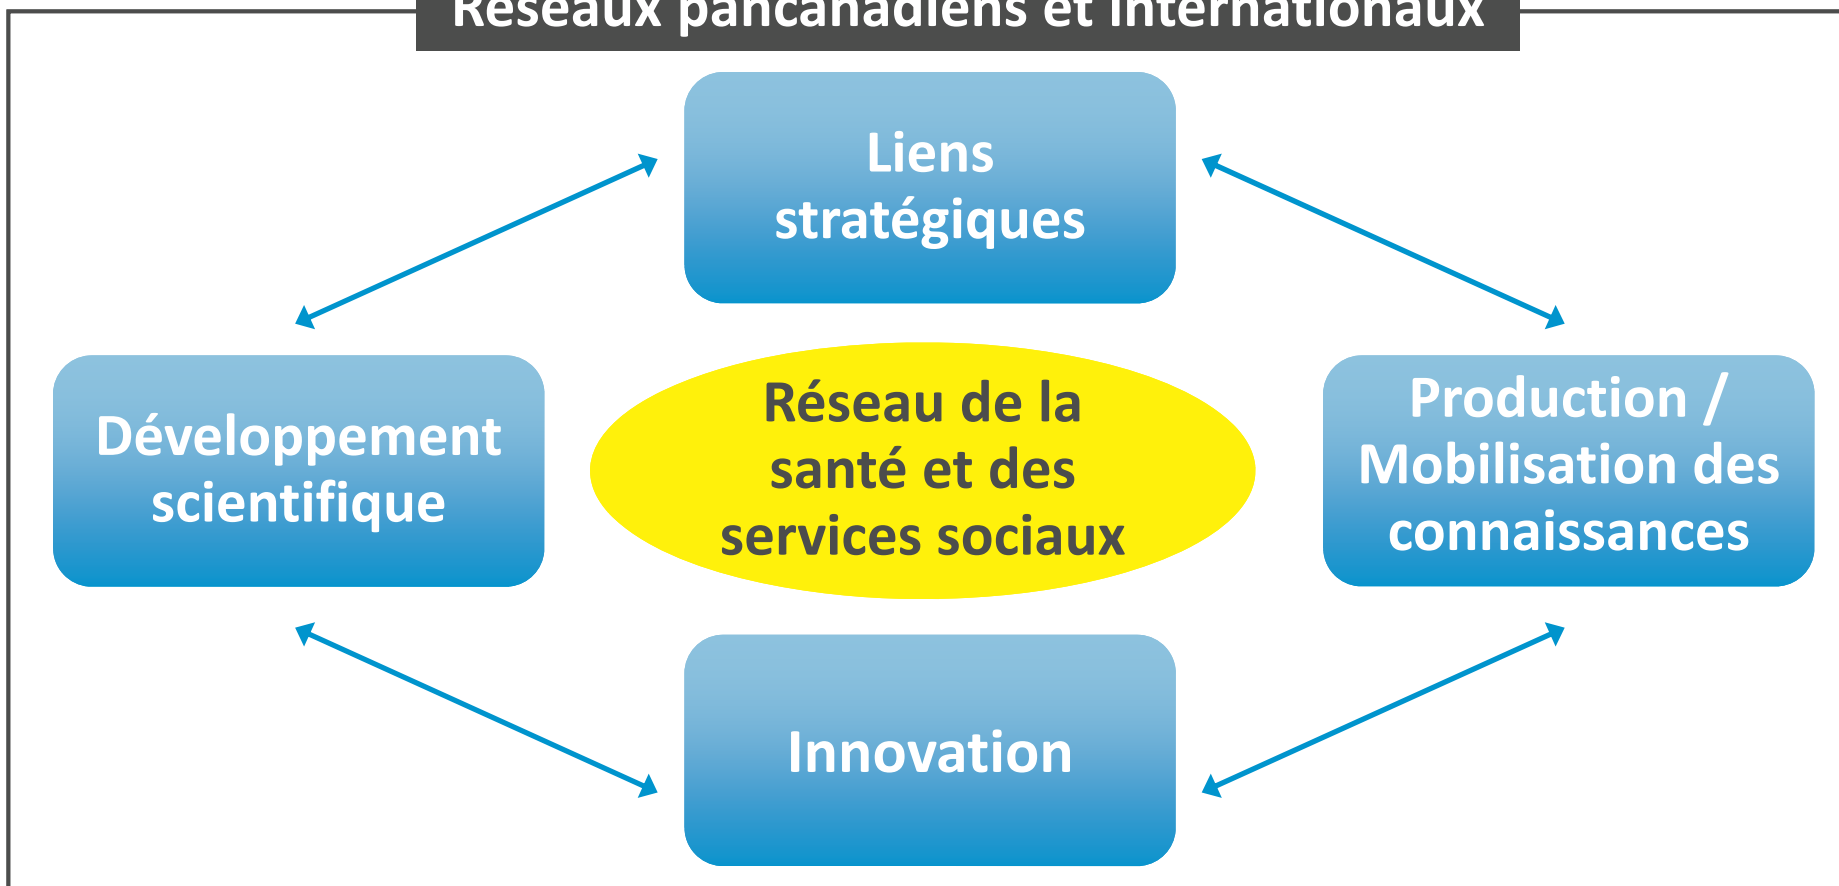 Réseaux pancanadiens et internationaux
Liens
stratégiques
Développement
scientifique
Réseau de la
santé et des
services sociaux
Production /
Mobilisation des
connaissances
Innovation